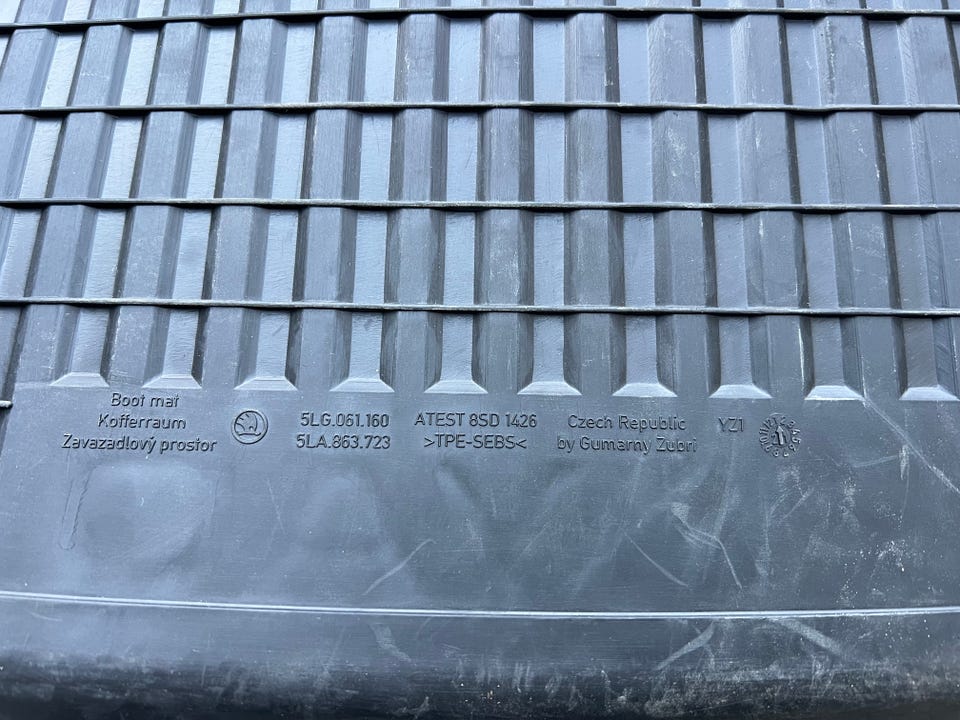 Boot mat
Kofferraum
Zavazadlový prostor
5LG.061.160
5LA.863.723
ATEST 8SD 1426
>TPE-SEBS<
Czech Republic
by Gumarny Zubri
YZ1